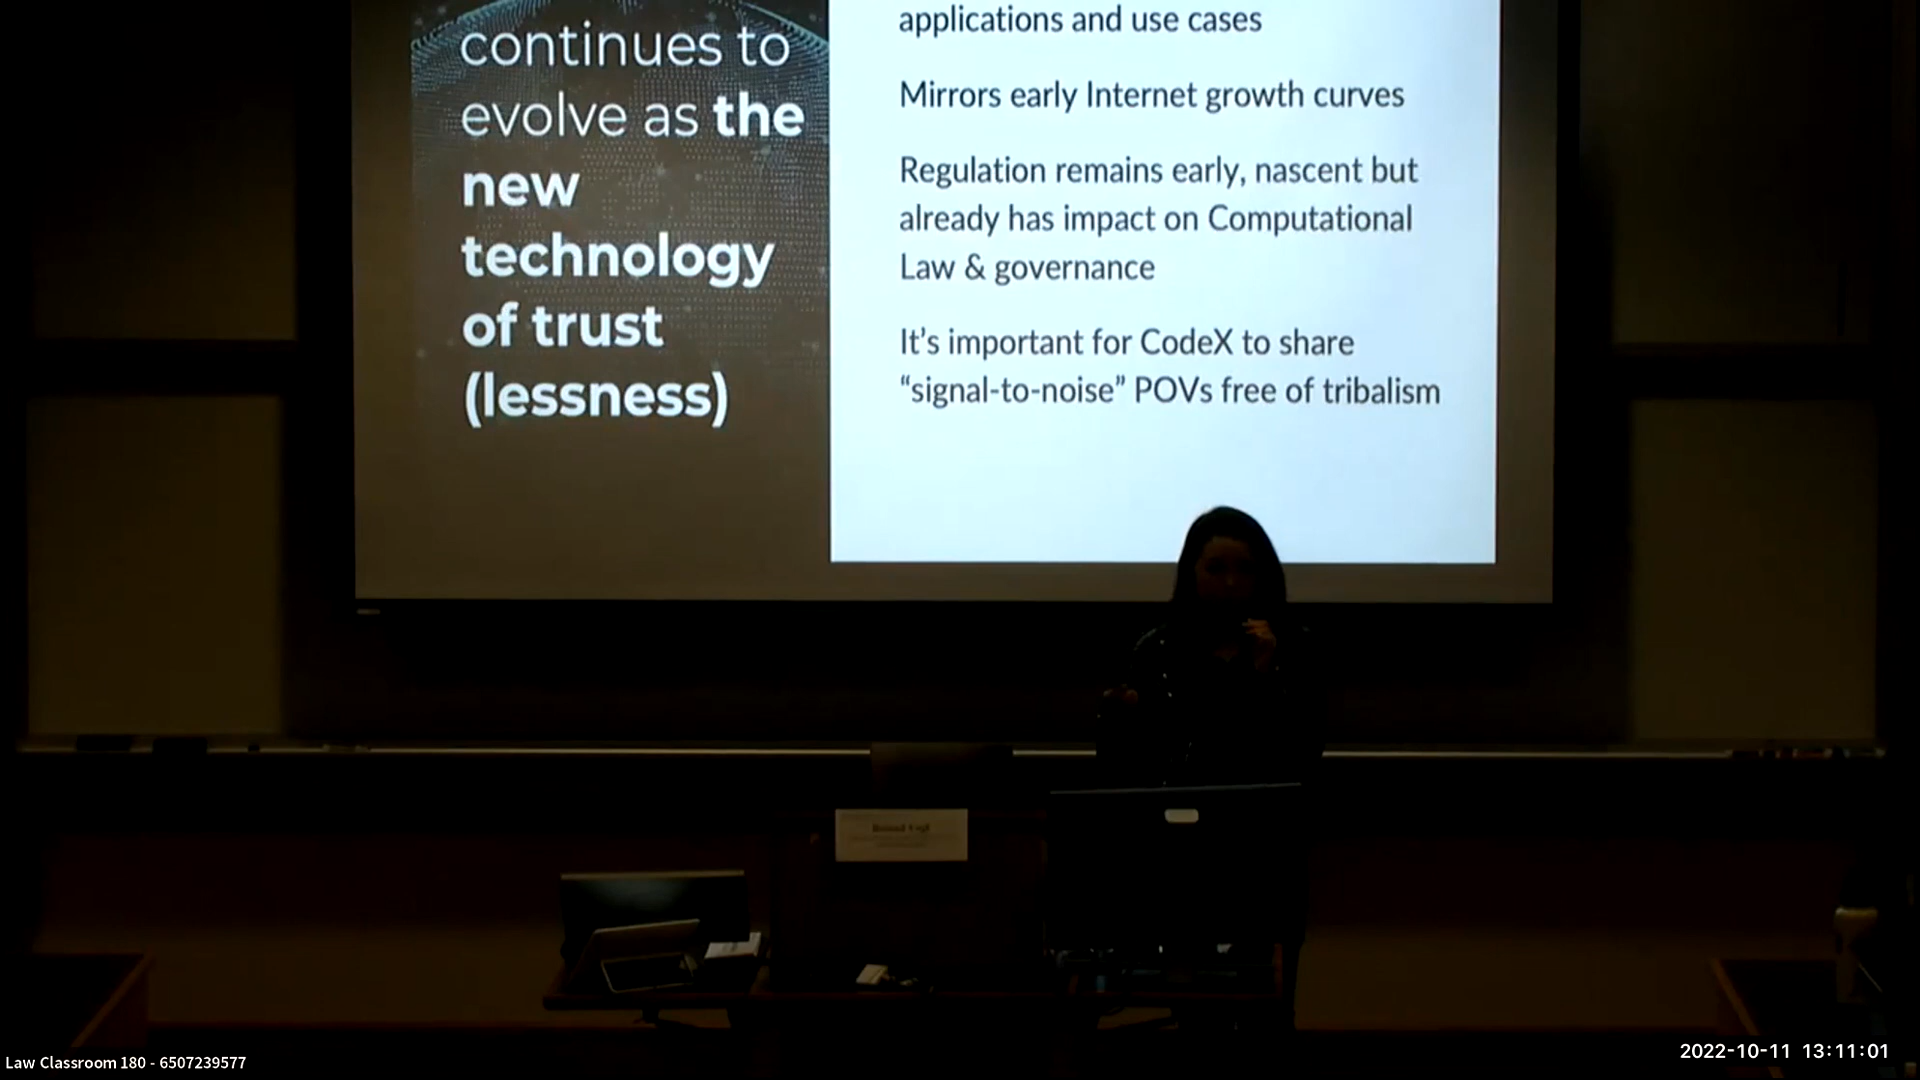 continues to
evolve as the
new
technology
of trust
(lessness)
applications and use cases
Mirrors early Internet growth curves
Regulation remains early, nascent but
already has impact on Computational
Law & governance
It's important for CodeX to share
“signal-to-noise” POVs free of tribalism
Law Classroom 180 - 6507239577
2022-10-11 13:11:01